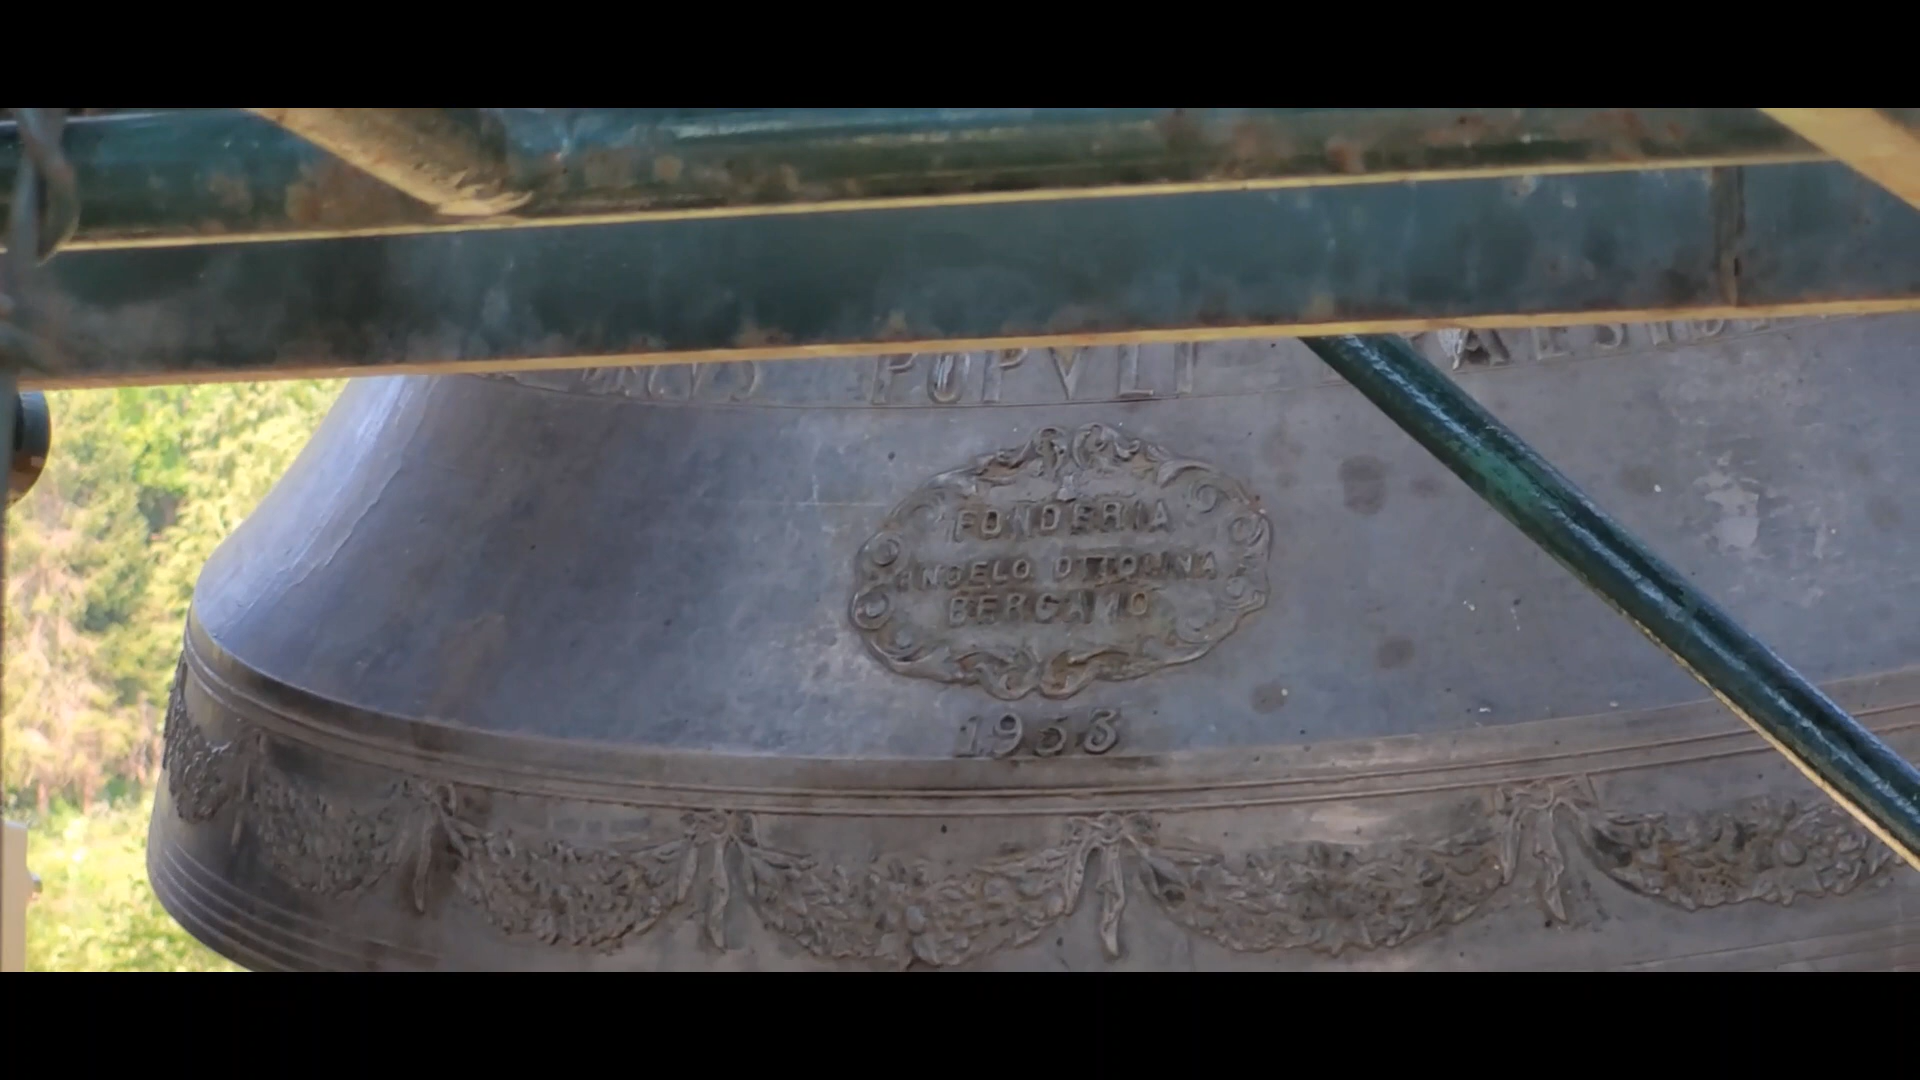 POPVLI
FONDERIA
ANGELO OTTOLINA
BERGAMO
1953